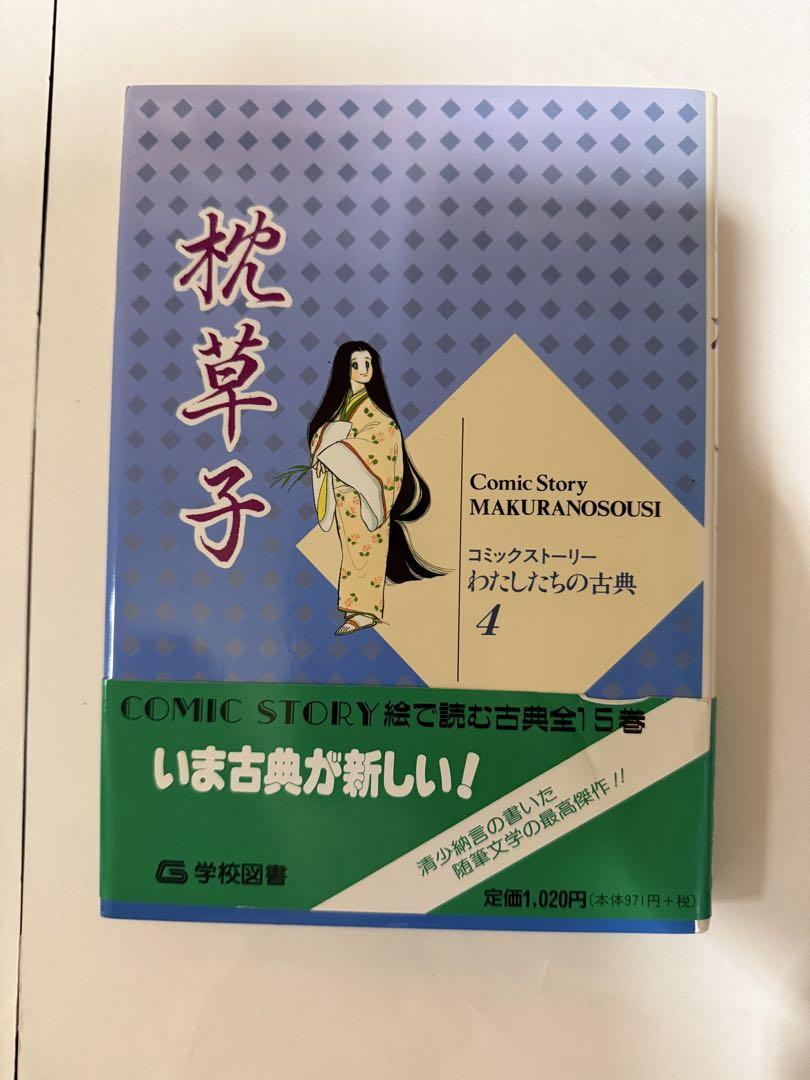 枕草子
Comic Story
MAKURANOSOUSI
コミックストーリー
わたしたちの古典
4
COMIC STORY 絵で読む古典全15巻
いま古典が新しい!
清少納言の書いた
随筆文学の最高傑作!!
学校図書
定価1,020円(本体971円+税)